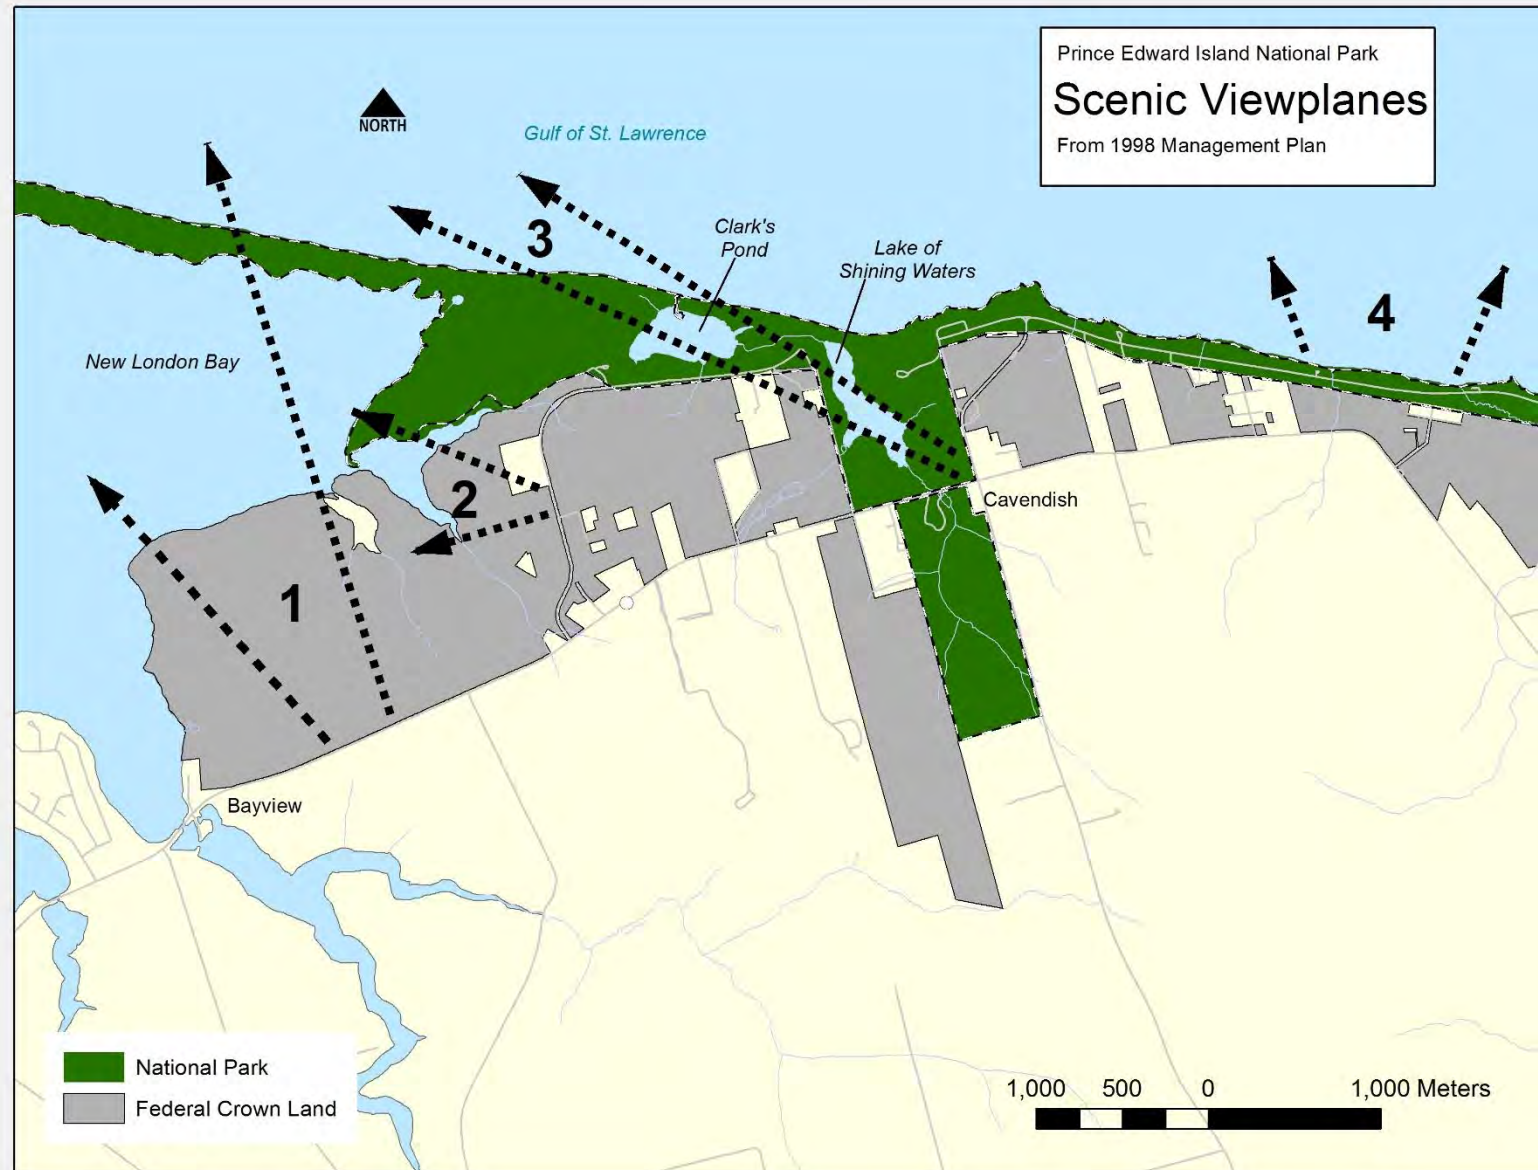 Prince Edward Island National Park
Scenic Viewplanes
From 1998 Management Plan
NORTH
Gulf of St. Lawrence
3
Clark's
Pond
Lake of
Shining Waters
4
New London Bay
2
Cavendish
1
Bayview
National Park
Federal Crown Land
1,000 500 0 1,000 Meters